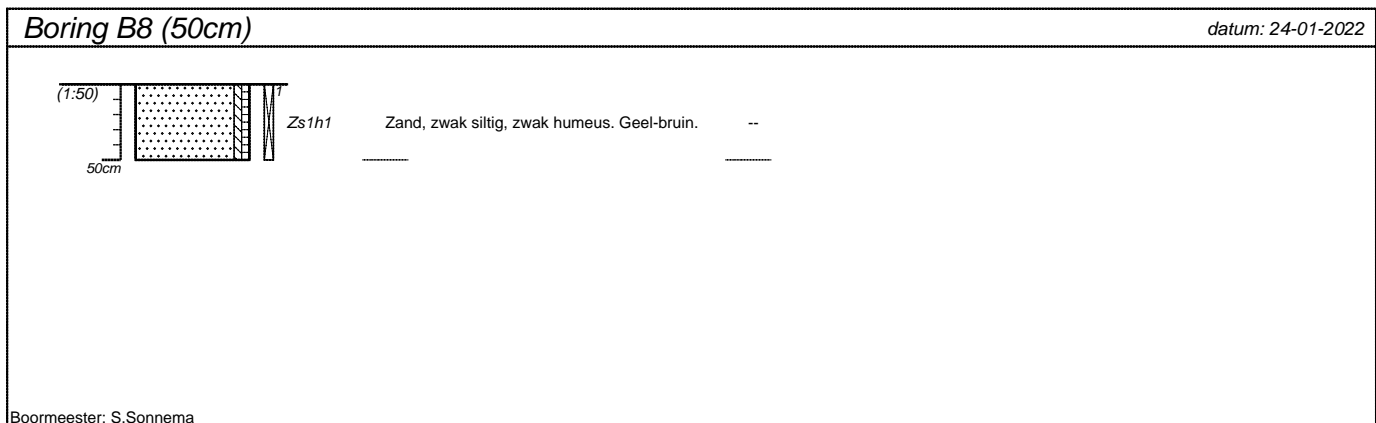 Boring B8 (50cm)
datum: 24-01-2022
(1:50)
1
Zs1h1
Zand, zwak siltig, zwak humeus. Geel-bruin.
--
50cm
Boormeester: S.Sonnema